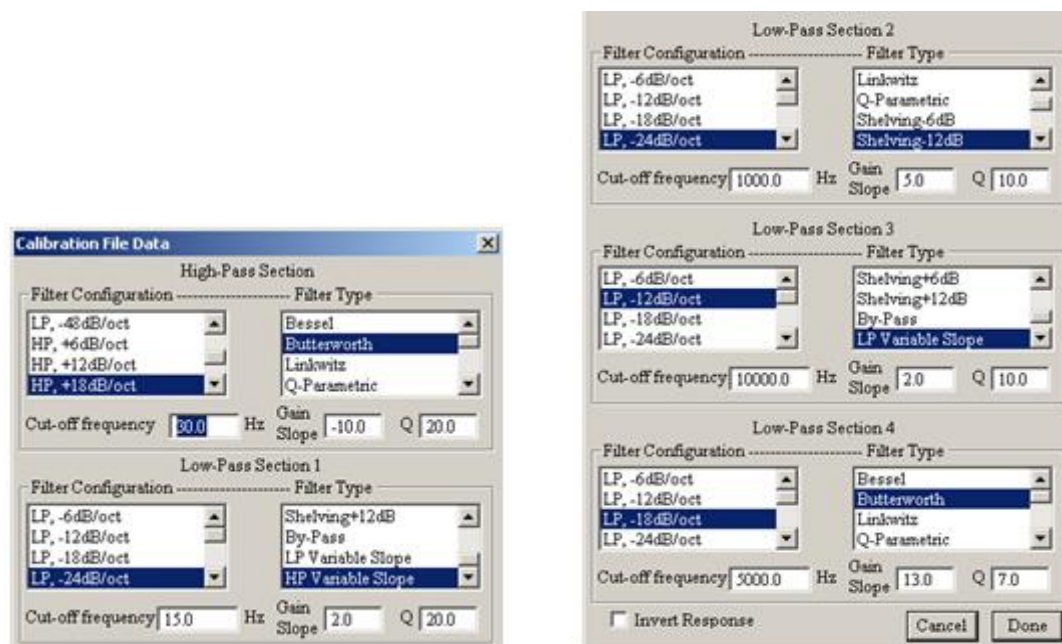 Calibration File Data
High-Pass Section
Filter Configuration -------------------- Filter Type
LP, -48dB/oct
HP, +6dB/oct
HP, +12dB/oct
HP, +18dB/oct
Bessel
Butterworth
Linkwitz
Q-Parametric
Cut-off frequency 30.0 Hz Gain Slope -10.0 Q 20.0
Low-Pass Section 1
Filter Configuration -------------------- Filter Type
LP, -6dB/oct
LP, -12dB/oct
LP, -18dB/oct
LP, -24dB/oct
Shelving+12dB
By-Pass
LP Variable Slope
HP Variable Slope
Cut-off frequency 15.0 Hz Gain Slope 2.0 Q 20.0
Low-Pass Section 2
Filter Configuration -------------------- Filter Type
LP, -6dB/oct
LP, -12dB/oct
LP, -18dB/oct
LP, -24dB/oct
Linkwitz
Q-Parametric
Shelving-6dB
Shelving-12dB
Cut-off frequency 1000.0 Hz Gain Slope 5.0 Q 10.0
Low-Pass Section 3
Filter Configuration -------------------- Filter Type
LP, -6dB/oct
LP, -12dB/oct
LP, -18dB/oct
LP, -24dB/oct
Shelving+6dB
Shelving+12dB
By-Pass
LP Variable Slope
Cut-off frequency 10000.0 Hz Gain Slope 2.0 Q 10.0
Low-Pass Section 4
Filter Configuration -------------------- Filter Type
LP, -6dB/oct
LP, -12dB/oct
LP, -18dB/oct
LP, -24dB/oct
Bessel
Butterworth
Linkwitz
Q-Parametric
Cut-off frequency 5000.0 Hz Gain Slope 13.0 Q 7.0
Invert Response Cancel Done